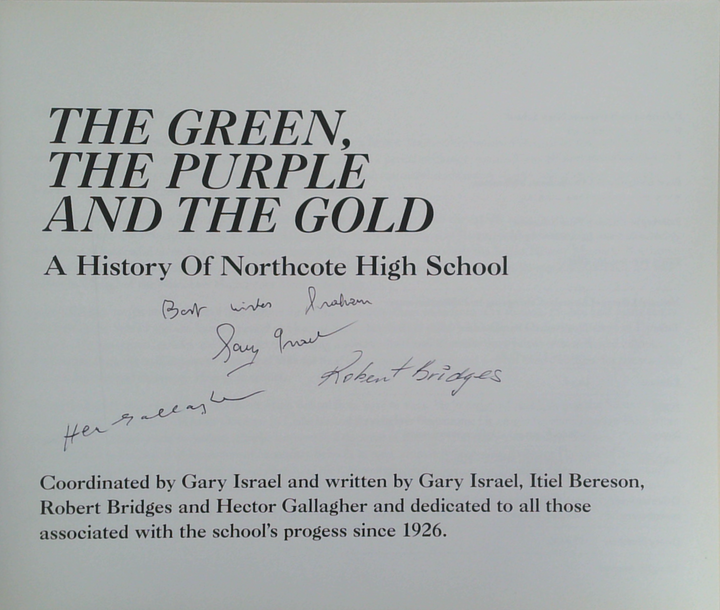 THE GREEN,
THE PURPLE
AND THE GOLD
A History Of Northcote High School
Best wishes Graham
Gary Israel
Robert Bridges
Hec Gallagher
Coordinated by Gary Israel and written by Gary Israel, Itiel Bereson,
Robert Bridges and Hector Gallagher and dedicated to all those
associated with the school's progess since 1926.